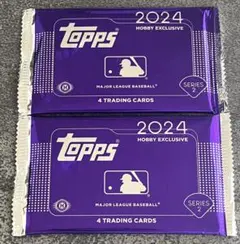 2024
HOBBY EXCLUSIVE
TOPPS
MAJOR LEAGUE BASEBALL
SERIES 2
4 TRADING CARDS
2024
HOBBY EXCLUSIVE
TOPPS
MAJOR LEAGUE BASEBALL
SERIES 2
4 TRADING CARDS